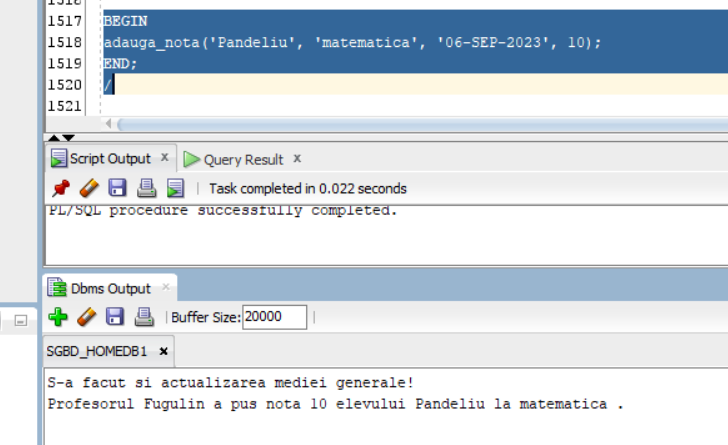 1516
1517 BEGIN
1518 adauga_nota('Pandeliu', 'matematica', '06-SEP-2023', 10);
1519 END;
1520 /
1521
Script Output x Query Result x
Task completed in 0.022 seconds
PL/SQL procedure successfully completed.
Dbms Output x
Buffer Size: 20000
SGBD_HOMEDB1 x
S-a facut si actualizarea mediei generale!
Profesorul Fugulin a pus nota 10 elevului Pandeliu la matematica .